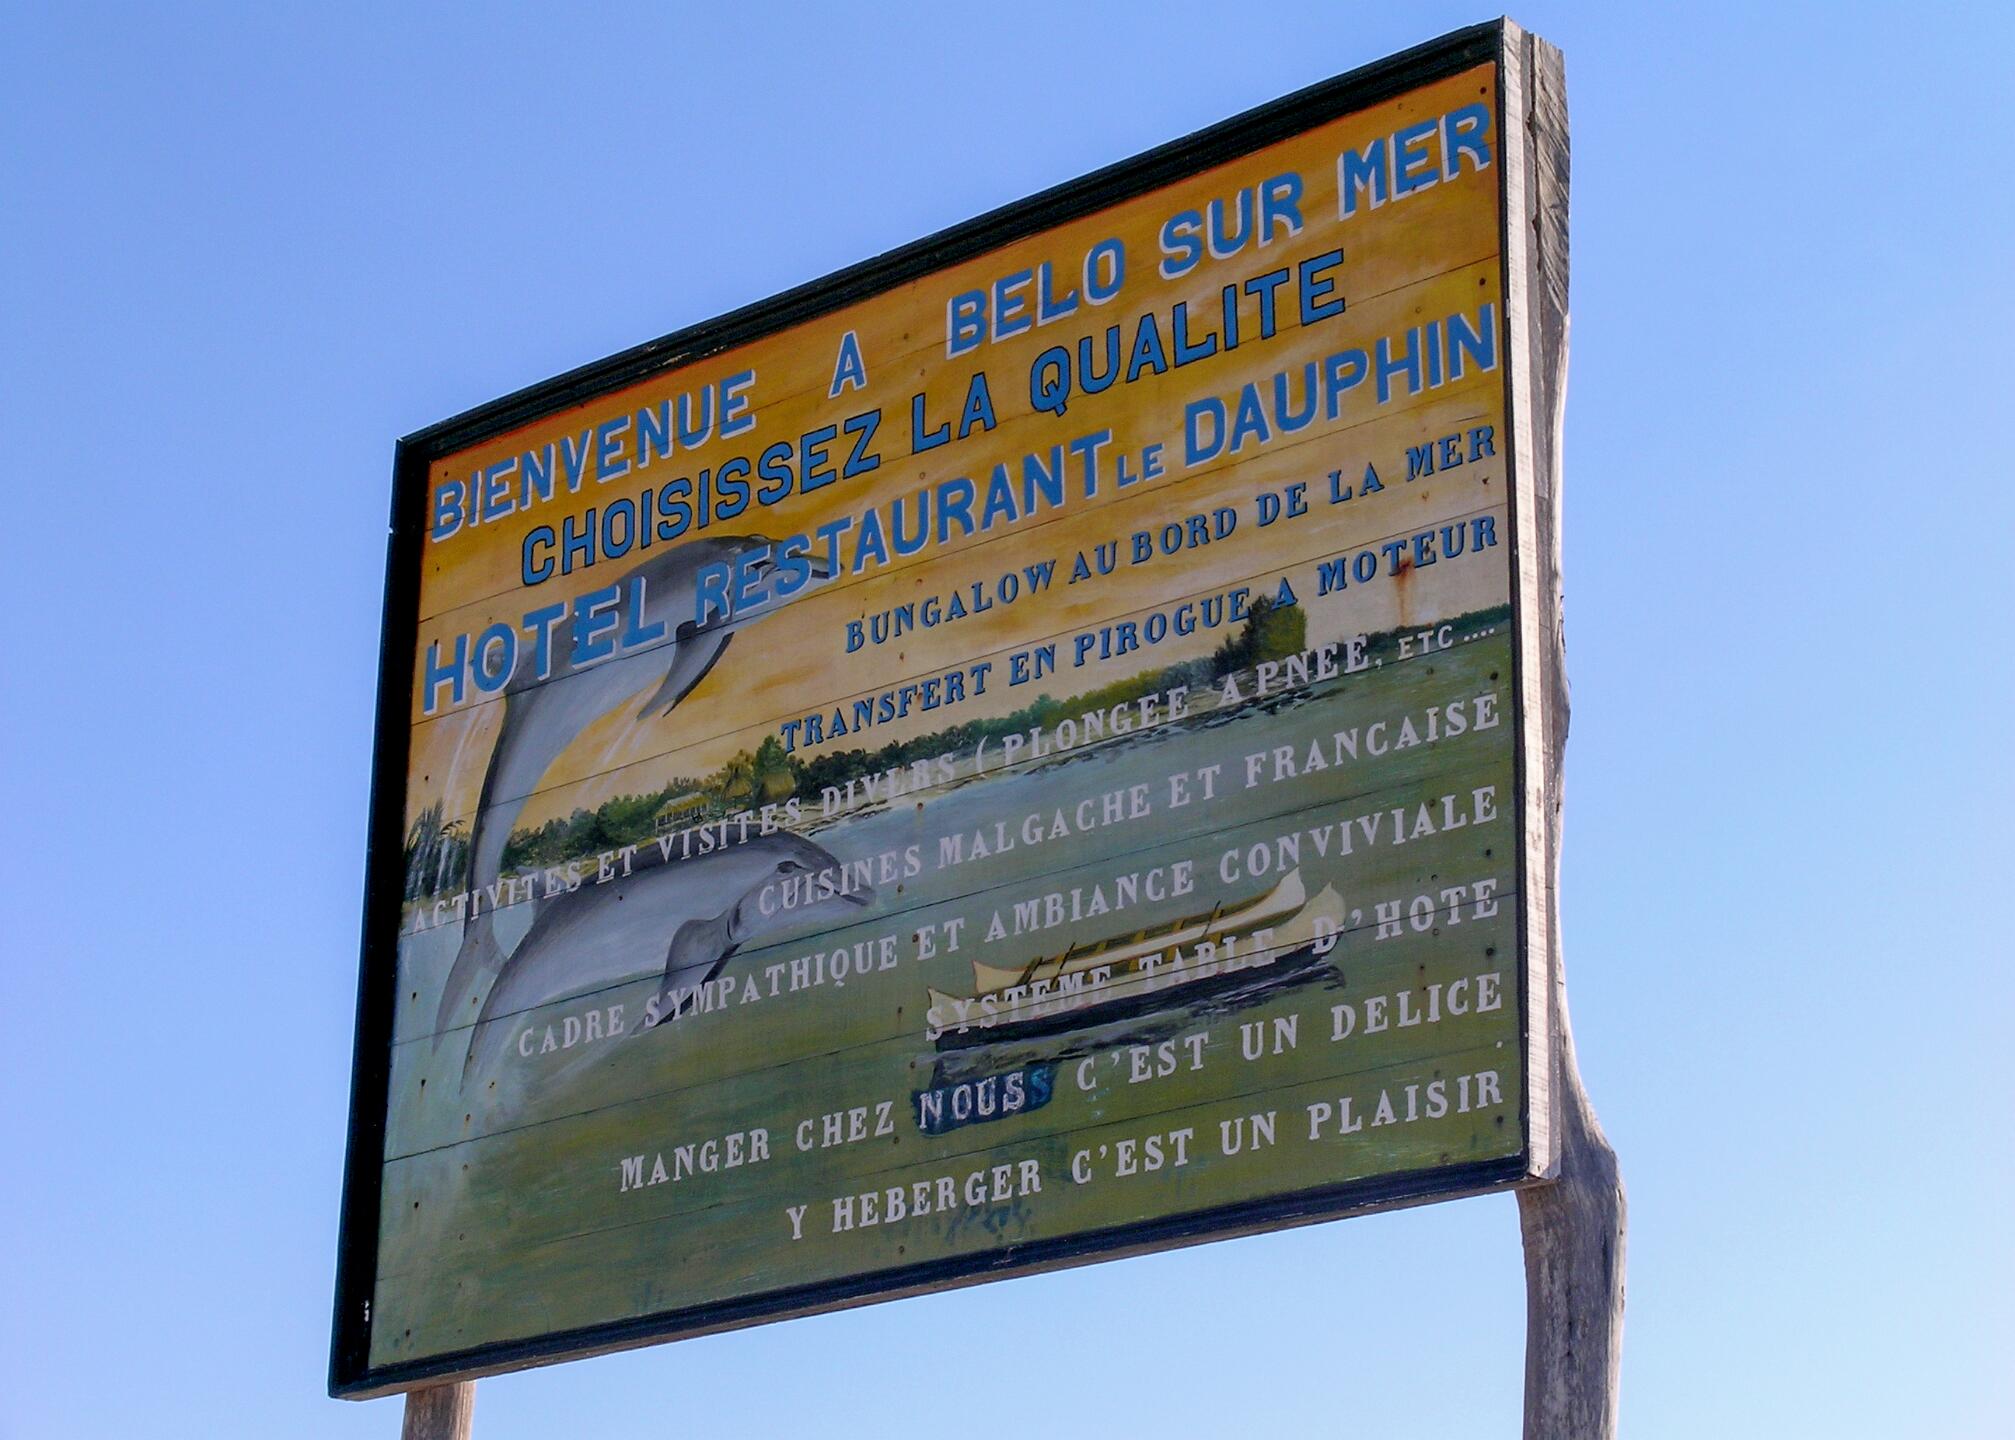 BIENVENUE A BELO SUR MER
CHOISISSEZ LA QUALITE
HOTEL RESTAURANT LE DAUPHIN
BUNGALOW AU BORD DE LA MER
TRANSFERT EN PIROGUE A MOTEUR
ACTIVITES ET VISITES DIVERS (PLONGEE APNEE, ETC ....
CUISINES MALGACHE ET FRANCAISE
CADRE SYMPATHIQUE ET AMBIANCE CONVIVIALE
SYSTEME TABLE D'HOTE
MANGER CHEZ NOUS C'EST UN DELICE
Y HEBERGER C'EST UN PLAISIR